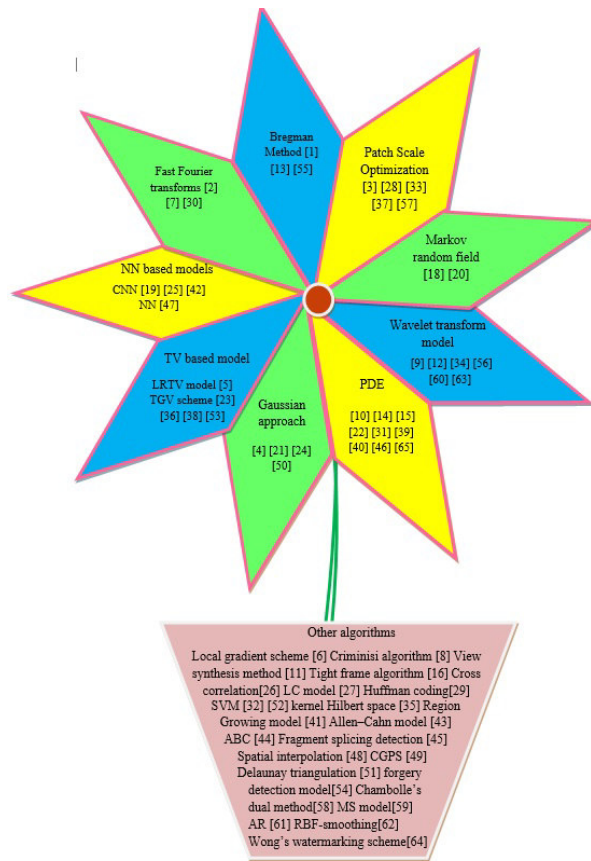 Bregman
Method [1]
[13] [55]
Patch Scale
Optimization
[3] [28] [33]
[37] [57]
Fast Fourier
transforms [2]
[7] [30]
Markov
random field
[18] [20]
NN based models
CNN [19] [25] [42]
NN [47]
Wavelet transform
model
[9] [12] [34] [56]
[60] [63]
TV based model
LRTV model [5]
TGV scheme [23]
[36] [38] [53]
Gaussian
approach
[4] [21] [24]
[50]
PDE
[10] [14] [15]
[22] [31] [39]
[40] [46] [65]
Other algorithms
Local gradient scheme [6] Criminisi algorithm [8] View
synthesis method [11] Tight frame algorithm [16] Cross
correlation[26] LC model [27] Huffman coding[29]
SVM [32] [52] kernel Hilbert space [35] Region
Growing model [41] Allen–Cahn model [43]
ABC [44] Fragment splicing detection [45]
Spatial interpolation [48] CGPS [49]
Delaunay triangulation [51] forgery
detection model[54] Chambolle’s
dual method[58] MS model[59]
AR [61] RBF-smoothing[62]
Wong’s watermarking scheme[64]